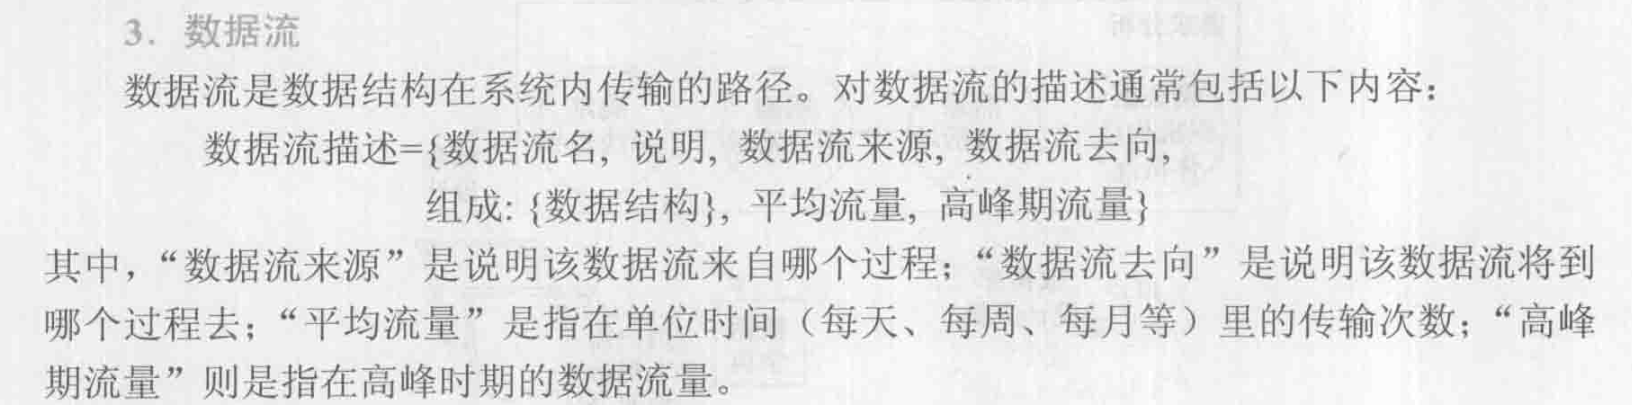 3. 数据流
数据流是数据结构在系统内传输的路径。对数据流的描述通常包括以下内容：
数据流描述={数据流名, 说明, 数据流来源, 数据流去向,
组成: {数据结构}, 平均流量, 高峰期流量}
其中，“数据流来源”是说明该数据流来自哪个过程；“数据流去向”是说明该数据流将到
哪个过程去；“平均流量”是指在单位时间（每天、每周、每月等）里的传输次数；“高峰
期流量”则是指在高峰时期的数据流量。